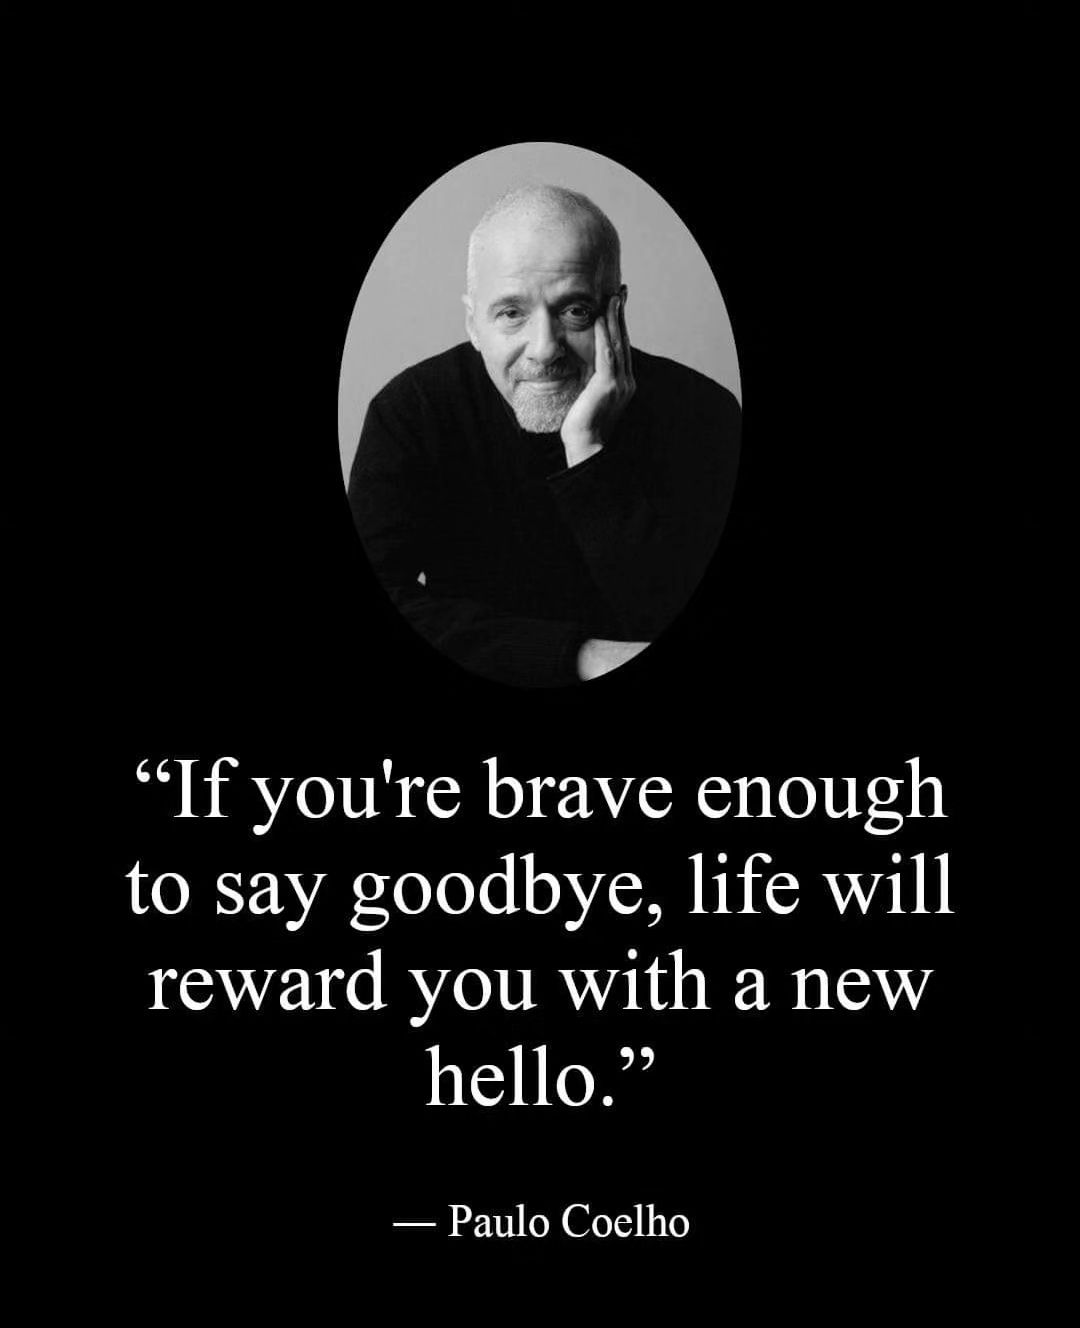 “If you're brave enough
to say goodbye, life will
reward you with a new
hello.”
— Paulo Coelho